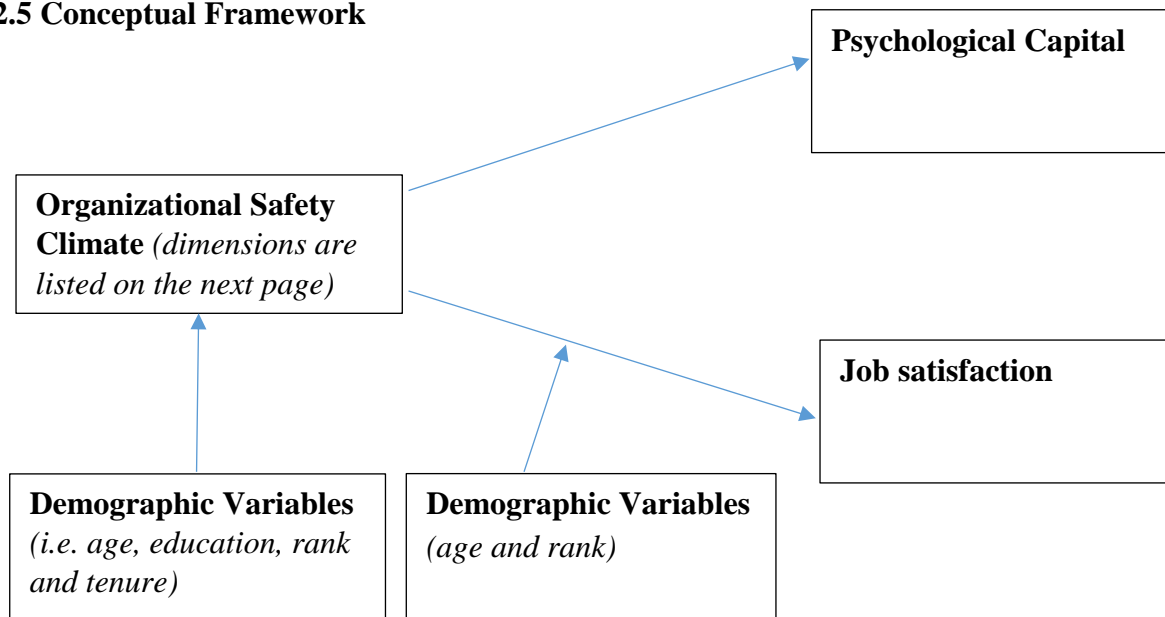 2.5 Conceptual Framework
Psychological Capital
Organizational Safety
Climate (dimensions are
listed on the next page)
Job satisfaction
Demographic Variables
(i.e. age, education, rank
and tenure)
Demographic Variables
(age and rank)